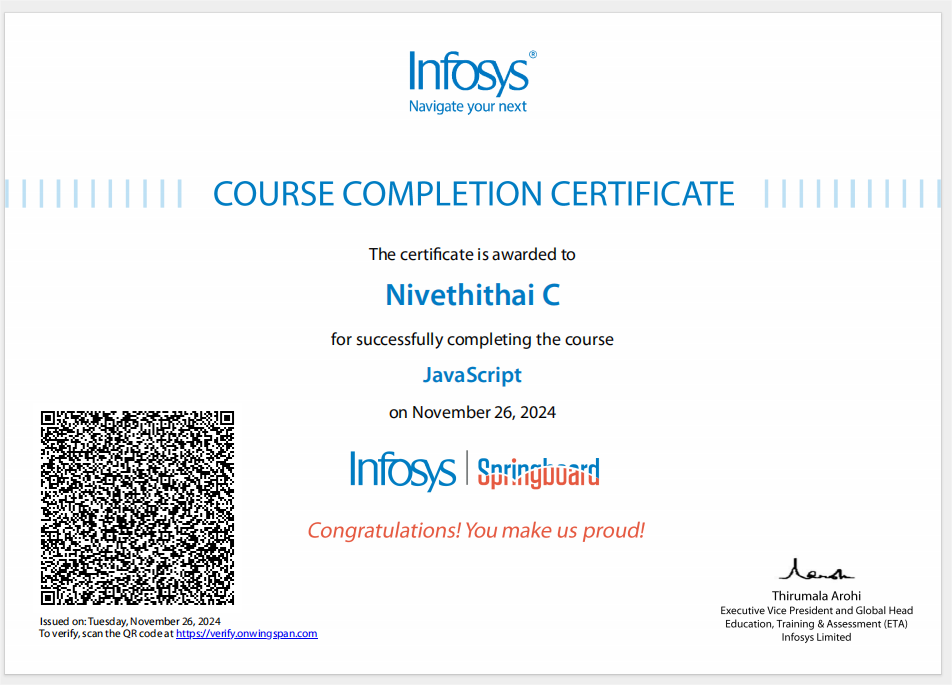 Infosys®
Navigate your next
COURSE COMPLETION CERTIFICATE
The certificate is awarded to
Nivethithai C
for successfully completing the course
JavaScript
on November 26, 2024
Infosys | Springboard
Congratulations! You make us proud!
Issued on: Tuesday, November 26, 2024
To verify, scan the QR code at https://verify.onwingspan.com
Thirumala Arohi
Executive Vice President and Global Head
Education, Training & Assessment (ETA)
Infosys Limited